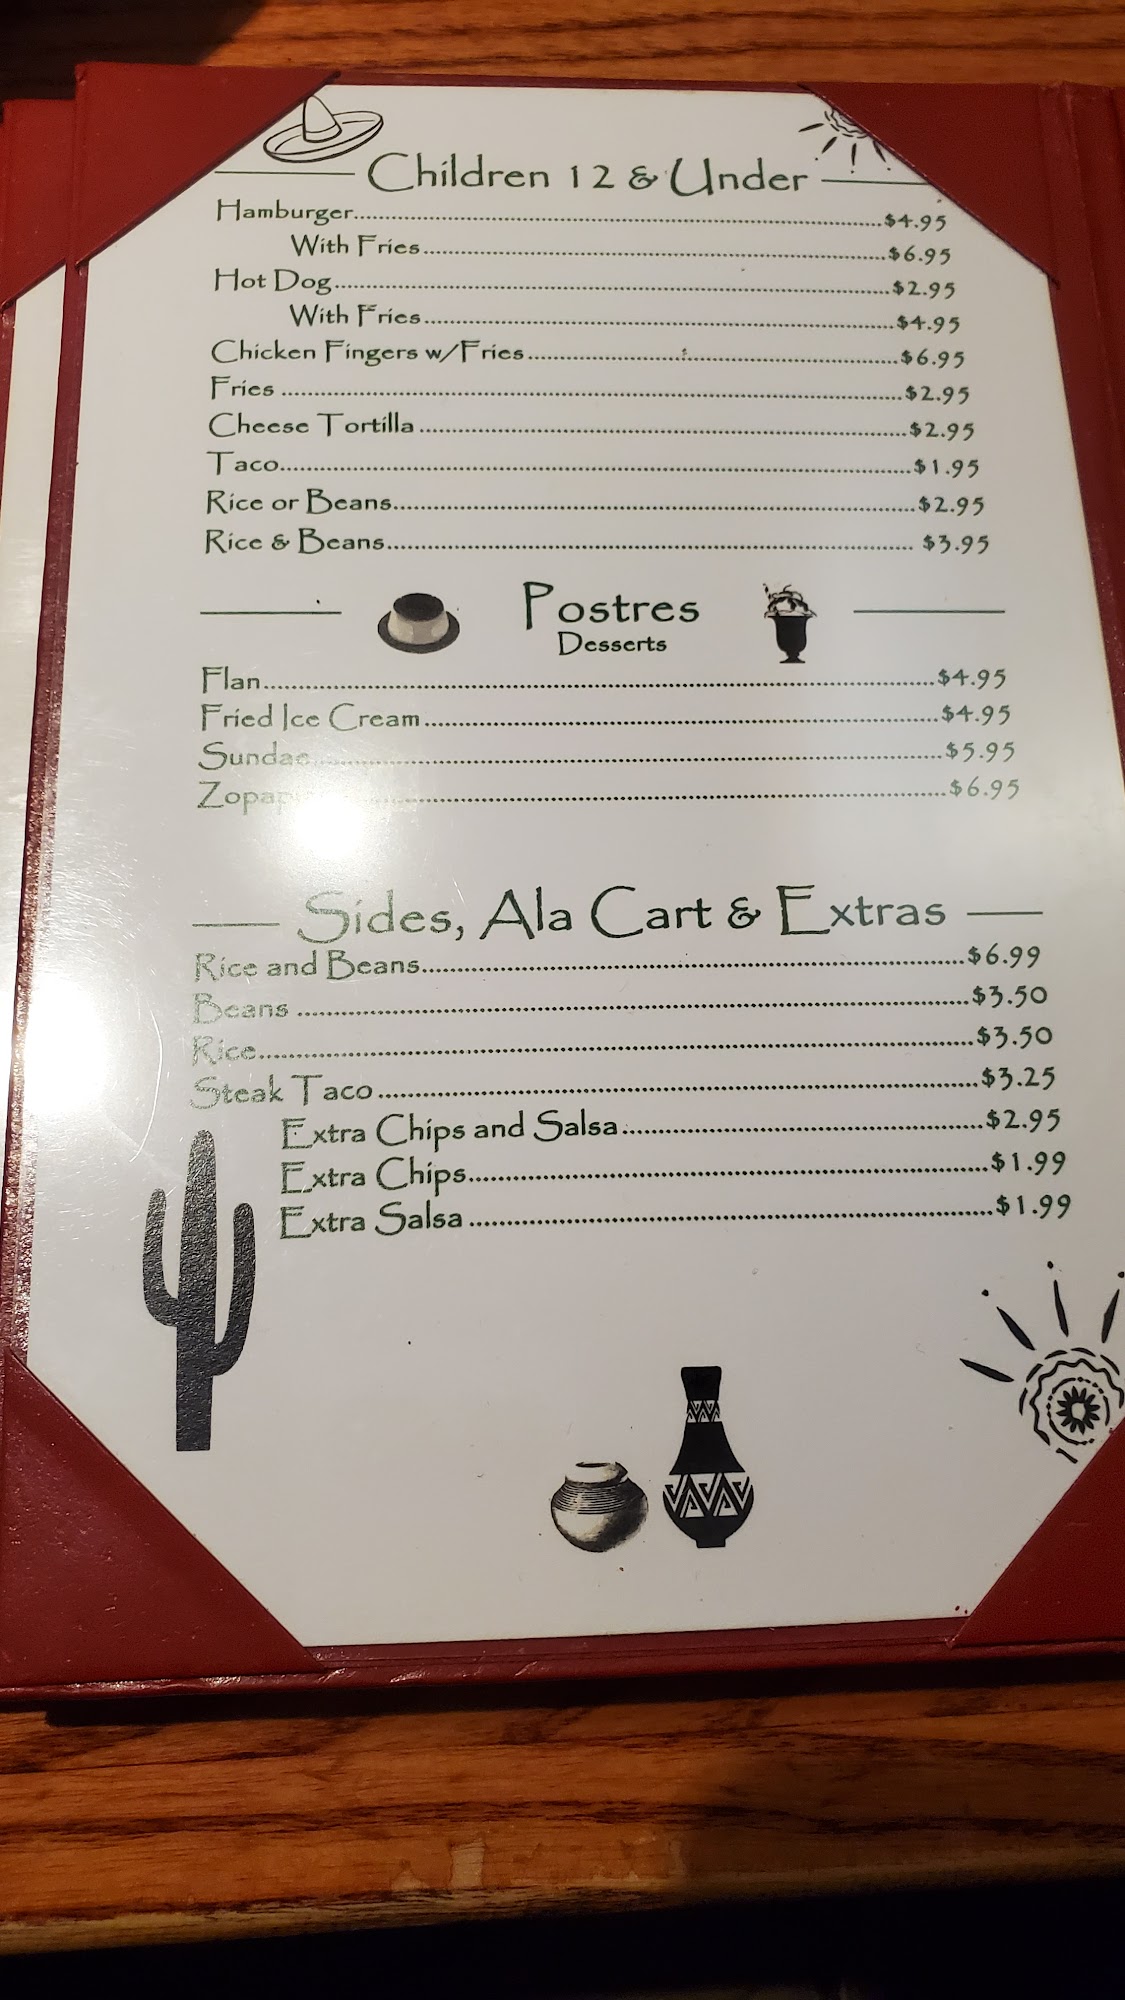 Children 12 & Under
Hamburger $4.95
With Fries $6.95
Hot Dog $2.95
With Fries $4.95
Chicken Fingers w/Fries $6.95
Fries $2.95
Cheese Tortilla $2.95
Taco $1.95
Rice or Beans $2.95
Rice & Beans $3.95
Postres
Desserts
Flan $4.95
Fried Ice Cream $4.95
Sundae $5.95
$6.95
Sides, Ala Cart & Extras
Rice and Beans $6.99
Beans $3.50
Rice $3.50
Steak Taco $3.25
Extra Chips and Salsa $2.95
Extra Chips $1.99
Extra Salsa $1.99